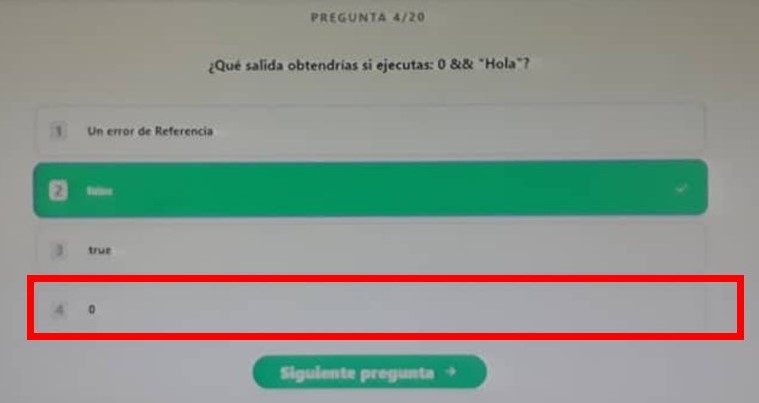 PREGUNTA 4/20
¿Qué salida obtendrías si ejecutas: 0 && "Hola"?
1 Un error de Referencia
2 false
3 true
4 0
Siguiente pregunta →